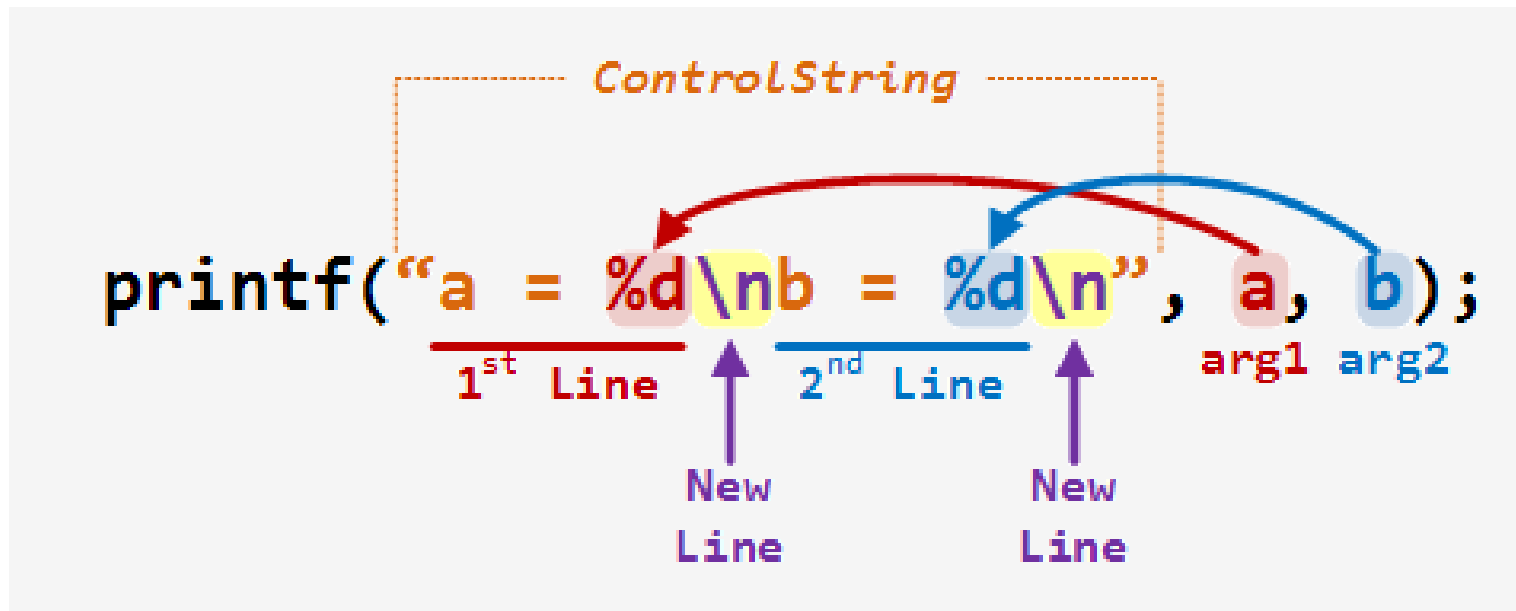 ControlString
printf(“a = %d\nb = %d\n”, a, b);
1st Line 2nd Line arg1 arg2
New Line New Line